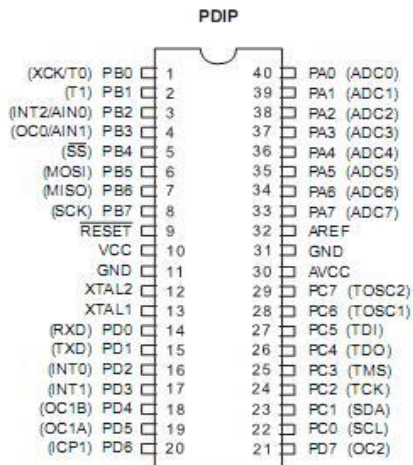 PDIP
(XCK/T0) PB0 1 40 PA0 (ADC0)
(T1) PB1 2 39 PA1 (ADC1)
(INT2/AIN0) PB2 3 38 PA2 (ADC2)
(OC0/AIN1) PB3 4 37 PA3 (ADC3)
(SS) PB4 5 36 PA4 (ADC4)
(MOSI) PB5 6 35 PA5 (ADC5)
(MISO) PB6 7 34 PA6 (ADC6)
(SCK) PB7 8 33 PA7 (ADC7)
RESET 9 32 AREF
VCC 10 31 GND
GND 11 30 AVCC
XTAL2 12 29 PC7 (TOSC2)
XTAL1 13 28 PC6 (TOSC1)
(RXD) PD0 14 27 PC5 (TDI)
(TXD) PD1 15 26 PC4 (TDO)
(INT0) PD2 16 25 PC3 (TMS)
(INT1) PD3 17 24 PC2 (TCK)
(OC1B) PD4 18 23 PC1 (SDA)
(OC1A) PD5 19 22 PC0 (SCL)
(ICP1) PD6 20 21 PD7 (OC2)